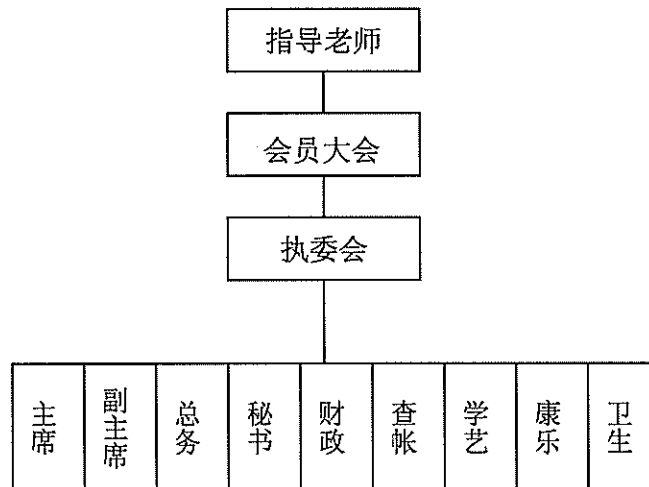 指导老师
会员大会
执委会
主席
副主席
总务
秘书
财政
查帐
学艺
康乐
卫生